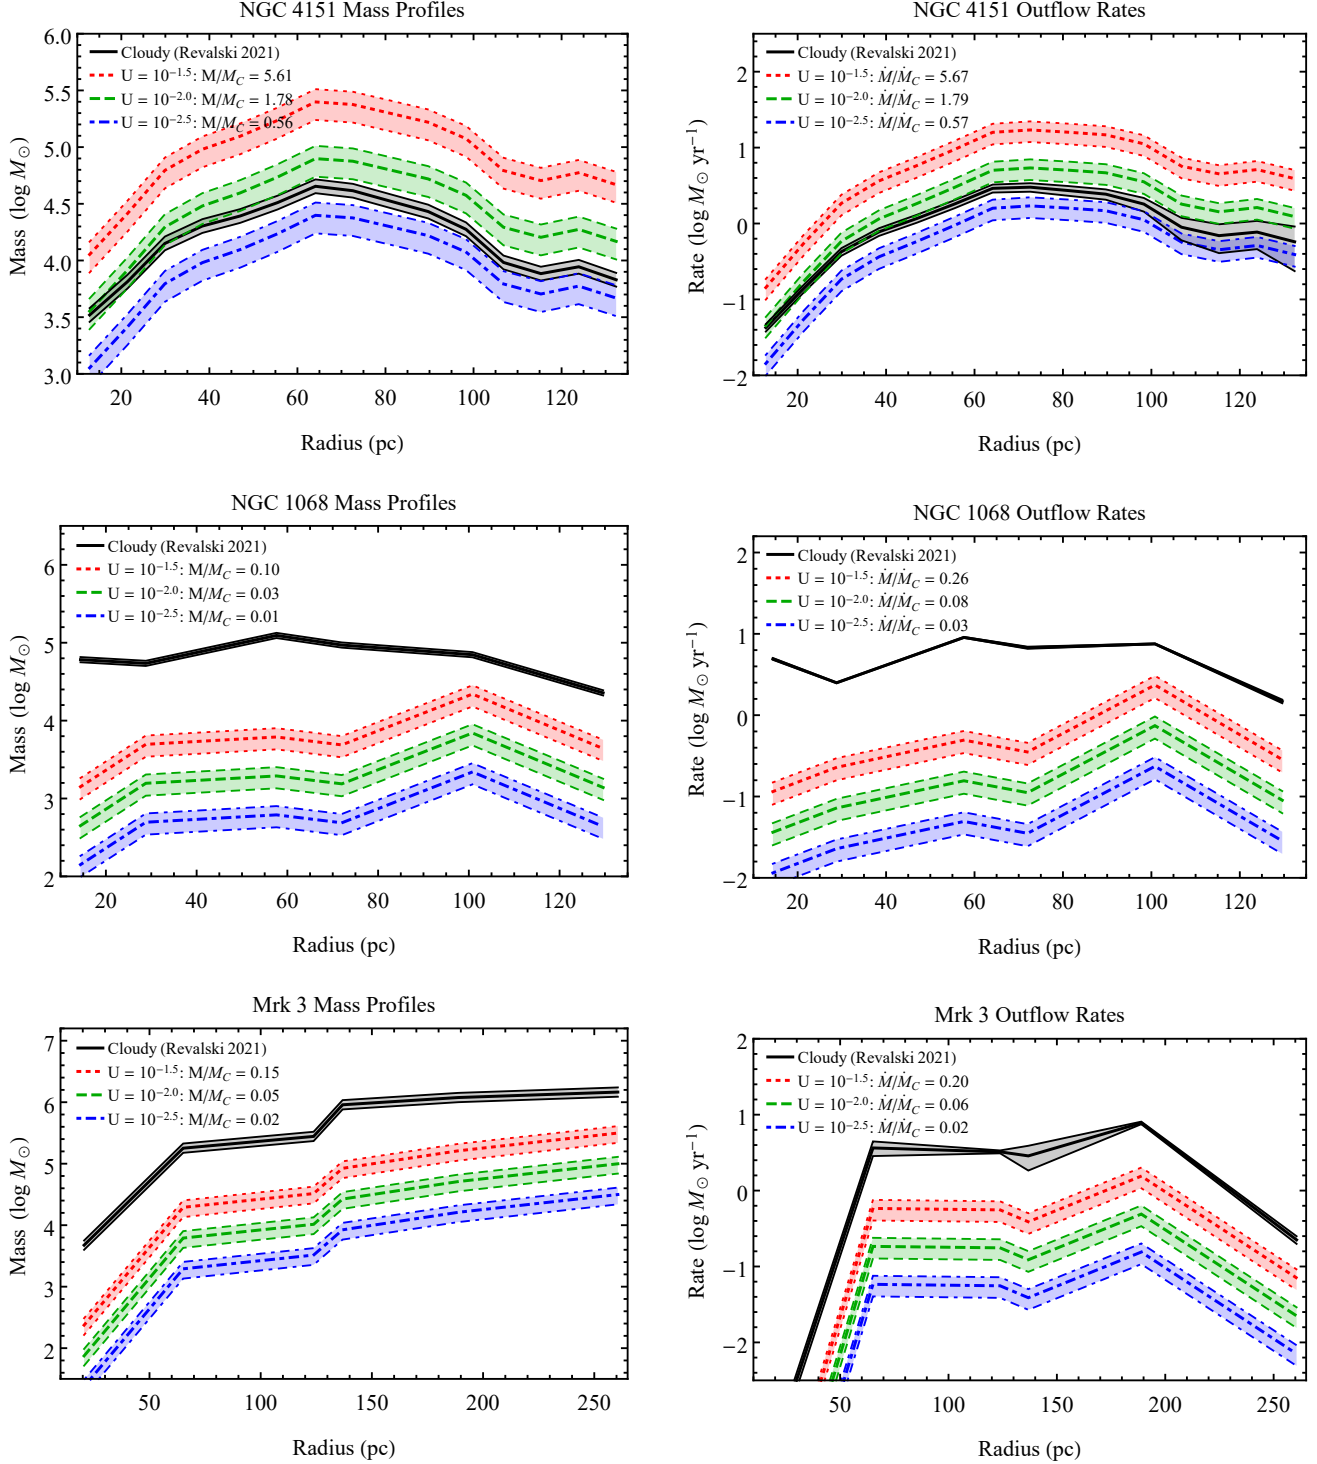 NGC 4151 Mass Profiles
Cloudy (Revalski 2021)
U = 10^−1.5: M/M_C = 5.61
U = 10^−2.0: M/M_C = 1.78
U = 10^−2.5: M/M_C = 0.56
Mass (log M⊙)
6.0
5.5
5.0
4.5
4.0
3.5
3.0
20 40 60 80 100 120
Radius (pc)
NGC 4151 Outflow Rates
Cloudy (Revalski 2021)
U = 10^−1.5: Ṁ/Ṁ_C = 5.67
U = 10^−2.0: Ṁ/Ṁ_C = 1.79
U = 10^−2.5: Ṁ/Ṁ_C = 0.57
Rate (log M⊙ yr^−1)
2
1
0
−1
−2
20 40 60 80 100 120
Radius (pc)
NGC 1068 Mass Profiles
Cloudy (Revalski 2021)
U = 10^−1.5: M/M_C = 0.10
U = 10^−2.0: M/M_C = 0.03
U = 10^−2.5: M/M_C = 0.01
Mass (log M⊙)
6
5
4
3
2
20 40 60 80 100 120
Radius (pc)
NGC 1068 Outflow Rates
Cloudy (Revalski 2021)
U = 10^−1.5: Ṁ/Ṁ_C = 0.26
U = 10^−2.0: Ṁ/Ṁ_C = 0.08
U = 10^−2.5: Ṁ/Ṁ_C = 0.03
Rate (log M⊙ yr^−1)
2
1
0
−1
−2
20 40 60 80 100 120
Radius (pc)
Mrk 3 Mass Profiles
Cloudy (Revalski 2021)
U = 10^−1.5: M/M_C = 0.15
U = 10^−2.0: M/M_C = 0.05
U = 10^−2.5: M/M_C = 0.02
Mass (log M⊙)
7
6
5
4
3
2
50 100 150 200 250
Radius (pc)
Mrk 3 Outflow Rates
Cloudy (Revalski 2021)
U = 10^−1.5: Ṁ/Ṁ_C = 0.20
U = 10^−2.0: Ṁ/Ṁ_C = 0.06
U = 10^−2.5: Ṁ/Ṁ_C = 0.02
Rate (log M⊙ yr^−1)
2
1
0
−1
−2
50 100 150 200 250
Radius (pc)